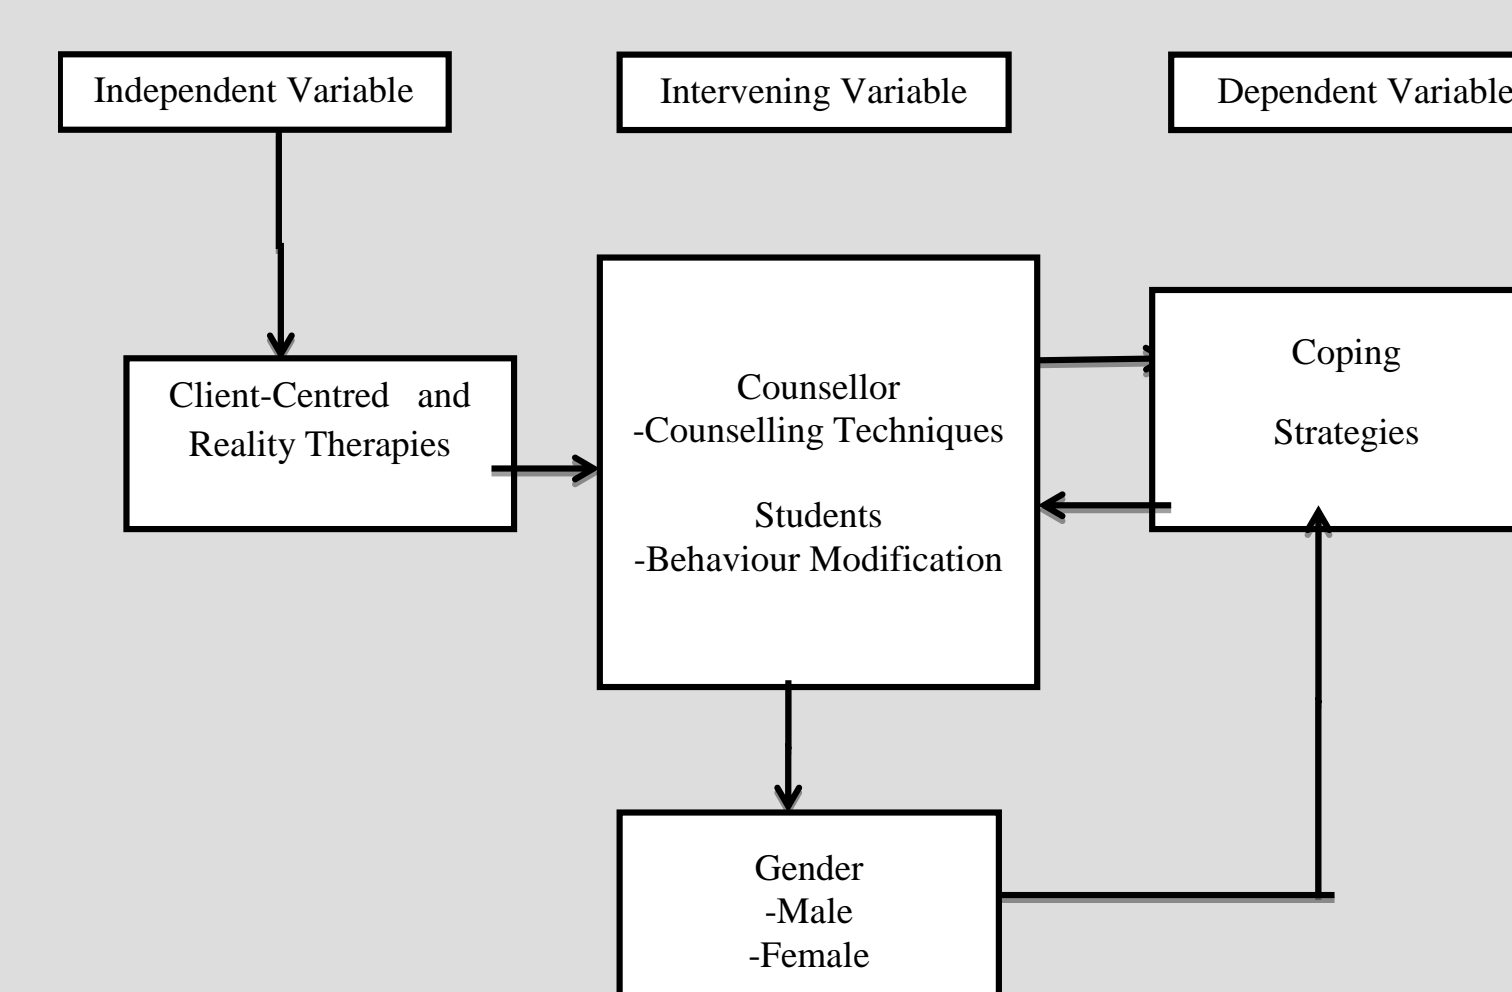 Independent Variable
Intervening Variable
Dependent Variable
Client-Centred and
Reality Therapies
Counsellor
-Counselling Techniques
Students
-Behaviour Modification
Coping
Strategies
Gender
-Male
-Female